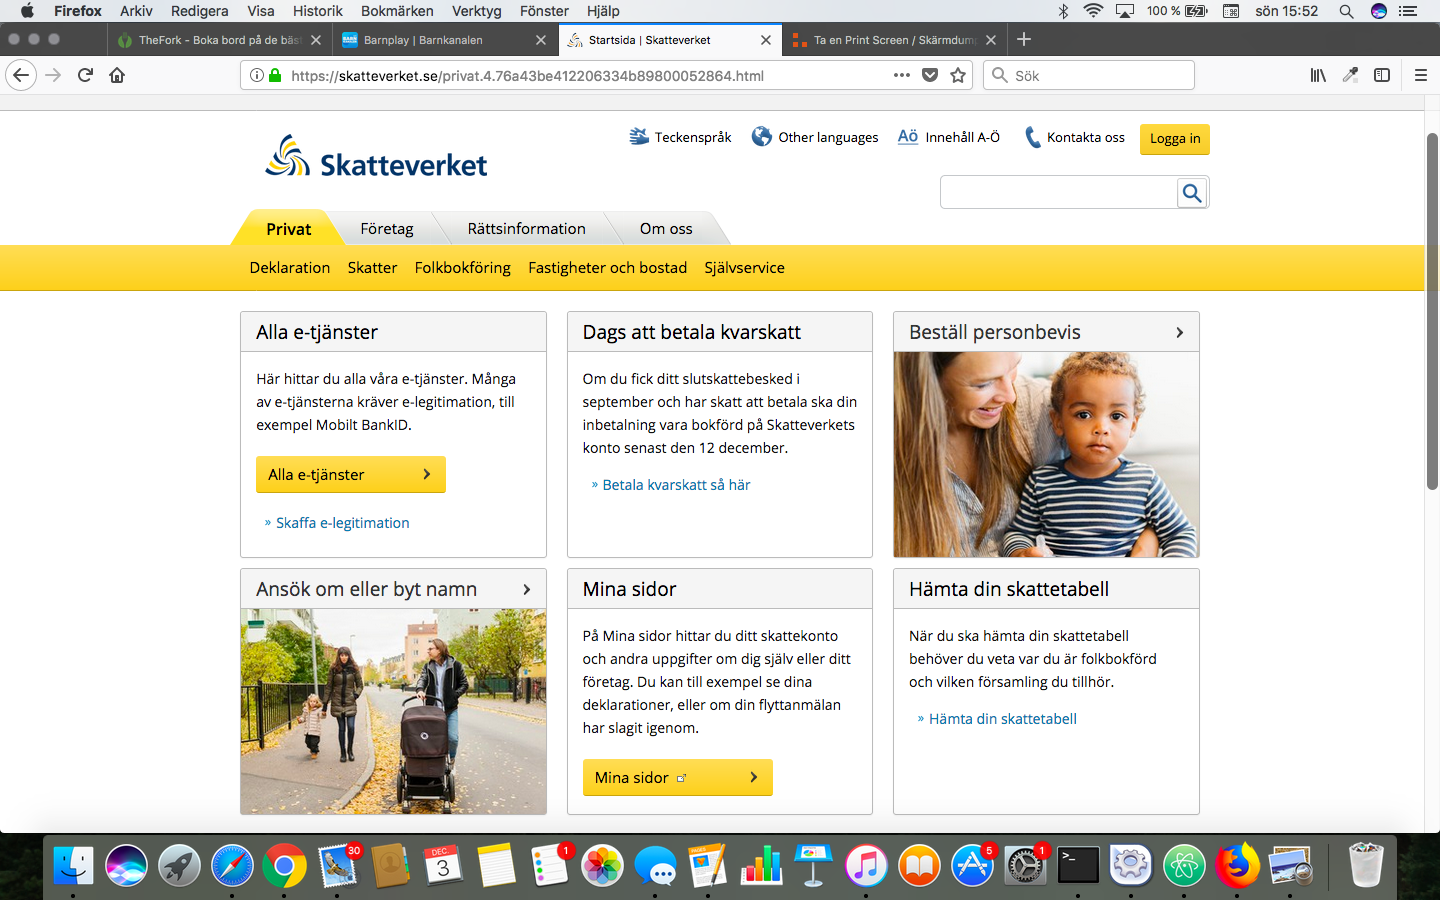 Firefox Arkiv Redigera Visa Historik Bokmärken Verktyg Fönster Hjälp 100 % sön 15:52
TheFork - Boka bord på de bäs
Barnplay | Barnkanalen
Startsida | Skatteverket
Ta en Print Screen / Skärmdum
https://skatteverket.se/privat.4.76a43be412206334b89800052864.html
Sök
Teckenspråk
Other languages
Aö Innehåll A-Ö
Kontakta oss
Logga in
Skatteverket
Privat Företag Rättsinformation Om oss
Deklaration Skatter Folkbokföring Fastigheter och bostad Självservice
Alla e-tjänster
Här hittar du alla våra e-tjänster. Många
av e-tjänsterna kräver e-legitimation, till
exempel Mobilt BankID.
Alla e-tjänster
» Skaffa e-legitimation
Dags att betala kvarskatt
Om du fick ditt slutskattebesked i
september och har skatt att betala ska din
inbetalning vara bokförd på Skatteverkets
konto senast den 12 december.
» Betala kvarskatt så här
Beställ personbevis
Ansök om eller byt namn
Mina sidor
På Mina sidor hittar du ditt skattekonto
och andra uppgifter om dig själv eller ditt
företag. Du kan till exempel se dina
deklarationer, eller om din flyttanmälan
har slagit igenom.
Mina sidor
Hämta din skattetabell
När du ska hämta din skattetabell
behöver du veta var du är folkbokförd
och vilken församling du tillhör.
» Hämta din skattetabell
30
DEC.
3
1
5
1